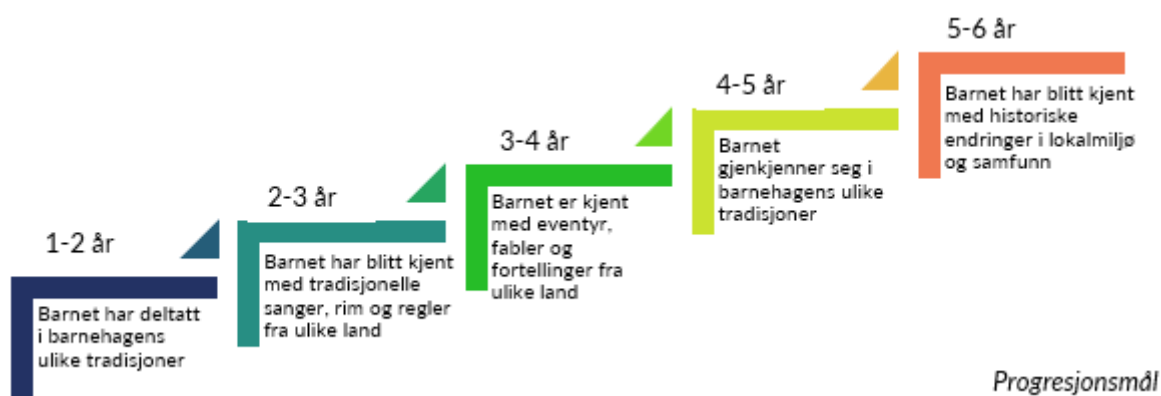 1-2 år
Barnet har deltatt
i barnehagens
ulike tradisjoner
2-3 år
Barnet har blitt kjent
med tradisjonelle
sanger, rim og regler
fra ulike land
3-4 år
Barnet er kjent
med eventyr,
fabler og
fortellinger fra
ulike land
4-5 år
Barnet
gjenkjenner seg i
barnehagens ulike
tradisjoner
5-6 år
Barnet har blitt kjent
med historiske
endringer i lokalmiljø
og samfunn
Progresjonsmål